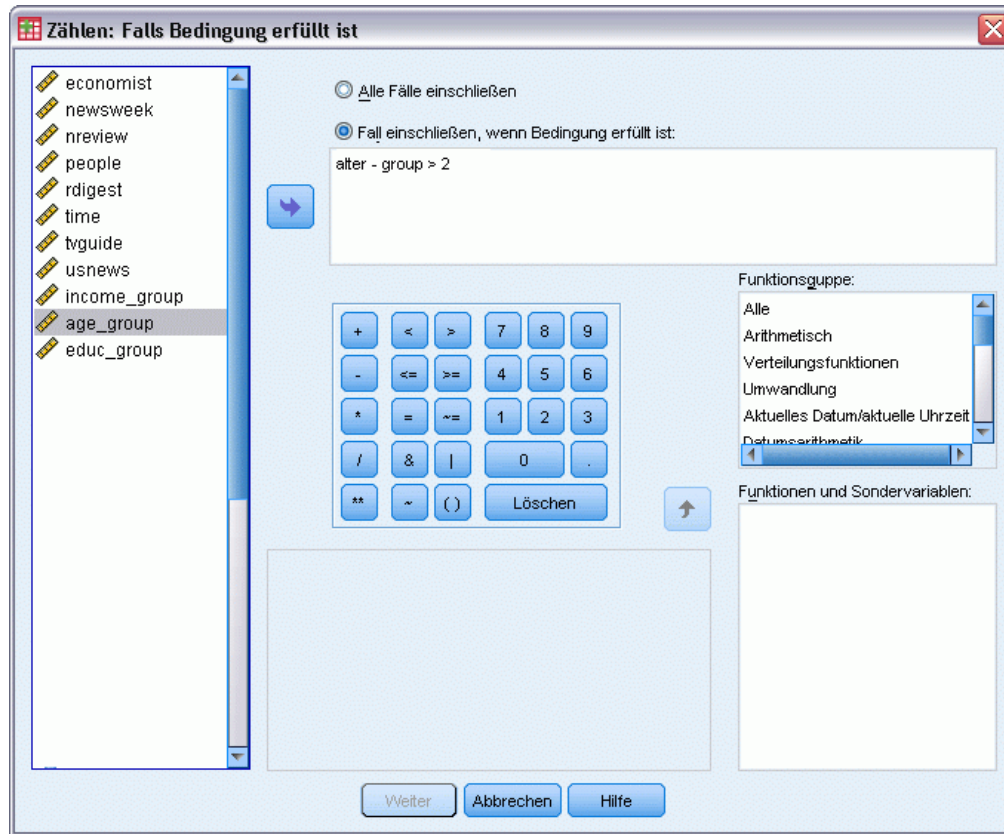 Zählen: Falls Bedingung erfüllt ist
economist
newsweek
nreview
people
rdigest
time
tvguide
usnews
income_group
age_group
educ_group
Alle Fälle einschließen
Fall einschließen, wenn Bedingung erfüllt ist:
alter - group > 2
+ < > 7 8 9
- <= >= 4 5 6
* = ~= 1 2 3
/ & | 0 .
** ~ ( ) Löschen
Funktionsgruppe:
Alle
Arithmetisch
Verteilungsfunktionen
Umwandlung
Aktuelles Datum/aktuelle Uhrzeit
Datumsarithmetik
Funktionen und Sondervariablen:
Weiter Abbrechen Hilfe